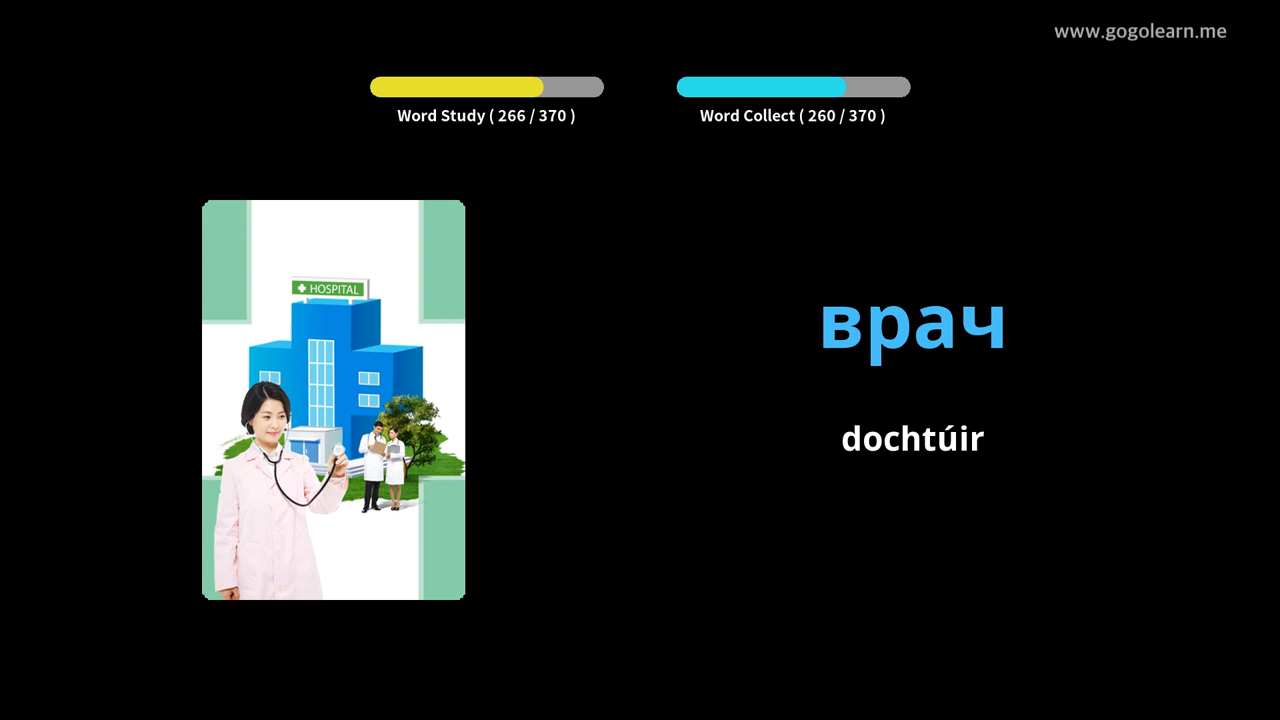 www.gogolearn.me
Word Study ( 266 / 370 )
Word Collect ( 260 / 370 )
HOSPITAL
врач
dochtúir